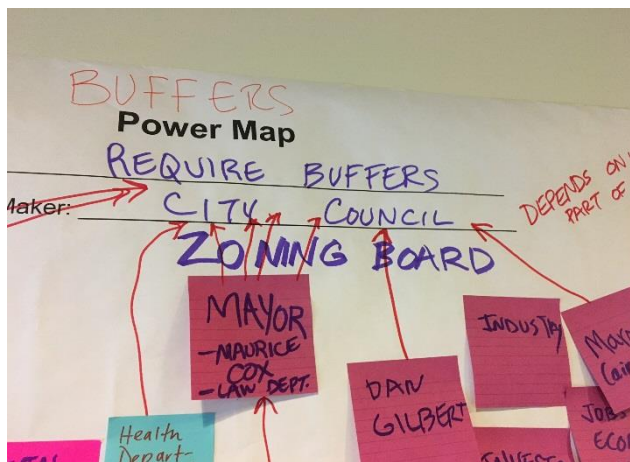 BUFFERS
Power Map
REQUIRE BUFFERS
Maker: CITY COUNCIL
DEPENDS ON
PART OF
ZONING BOARD
MAYOR
-MAURICE
COX
-LAW DEPT.
INDUSTRY
DAN
GILBERT
JOBS
Health
Depart-